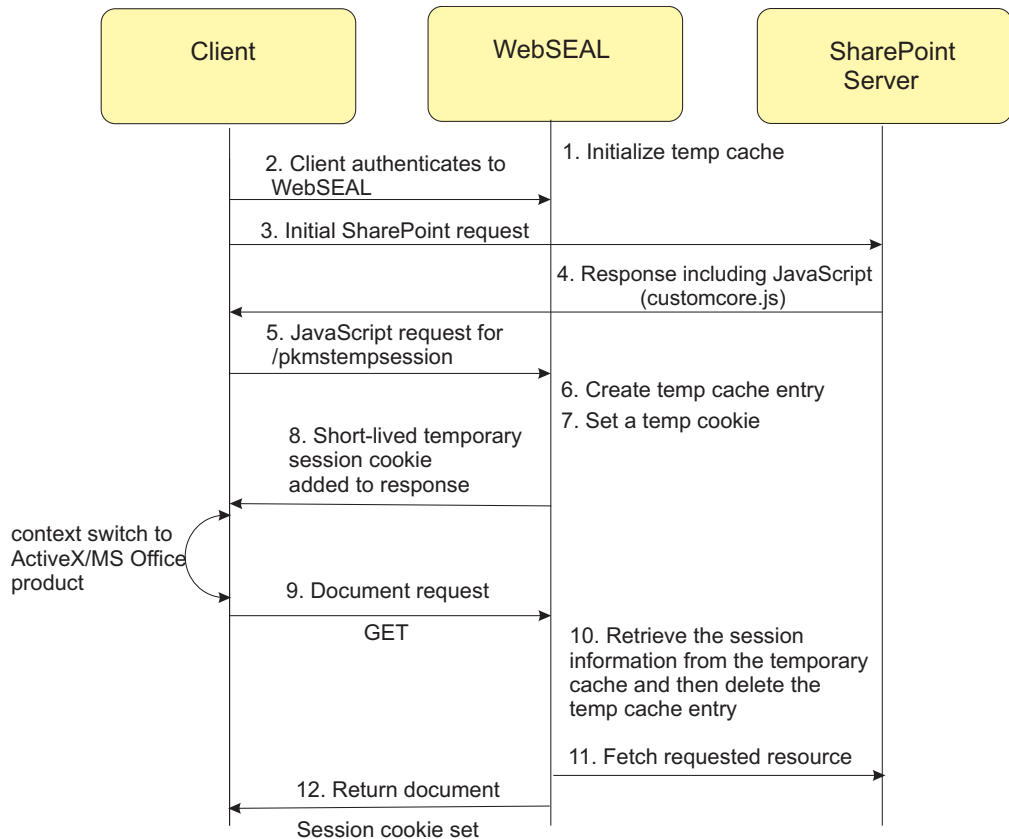 Client
WebSEAL
SharePoint
Server
1. Initialize temp cache
2. Client authenticates to
WebSEAL
3. Initial SharePoint request
4. Response including JavaScript
(customcore.js)
5. JavaScript request for
/pkmstempsession
6. Create temp cache entry
7. Set a temp cookie
8. Short-lived temporary
session cookie
added to response
context switch to
ActiveX/MS Office
product
9. Document request
GET
10. Retrieve the session
information from the temporary
cache and then delete the
temp cache entry
11. Fetch requested resource
12. Return document
Session cookie set